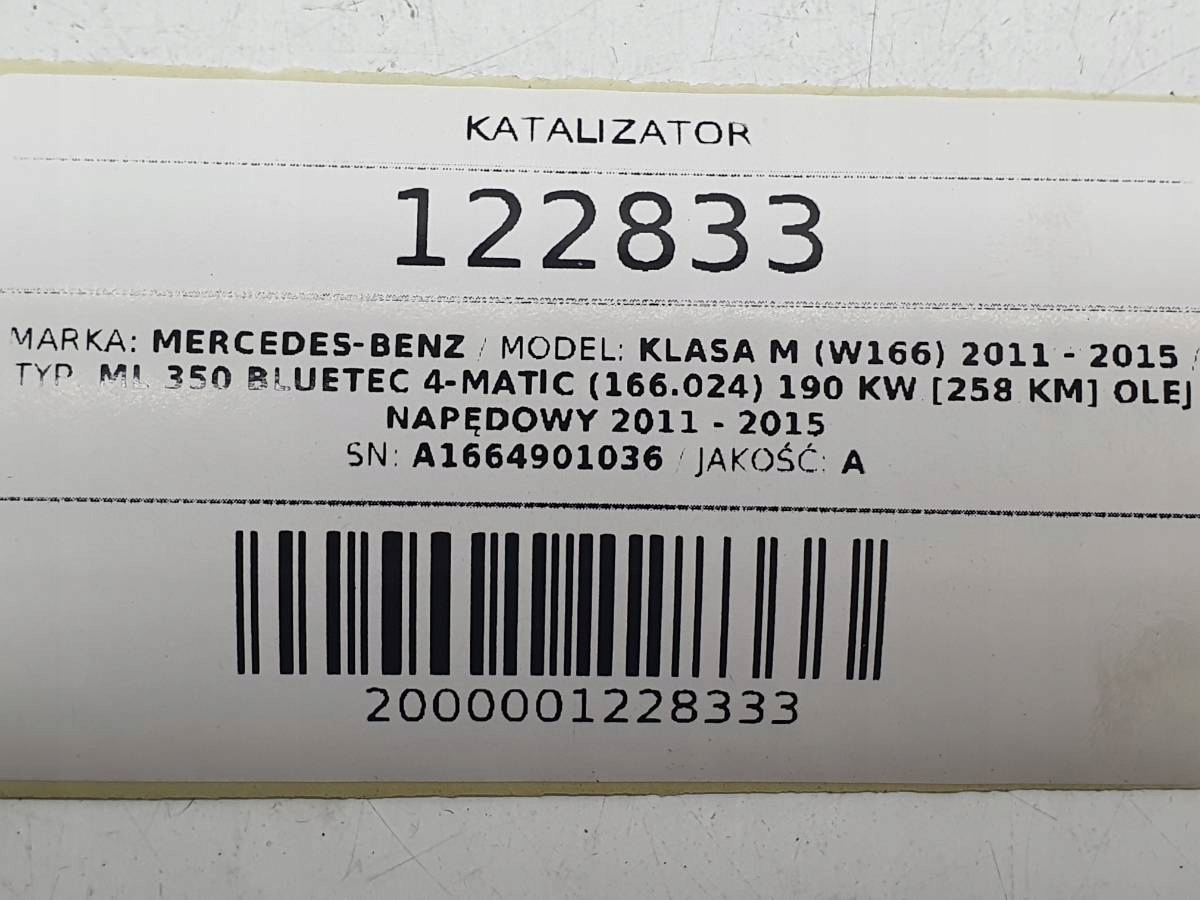 KATALIZATOR
122833
MARKA: MERCEDES-BENZ / MODEL: KLASA M (W166) 2011 - 2015 /
TYP: ML 350 BLUETEC 4-MATIC (166.024) 190 KW [258 KM] OLEJ
NAPĘDOWY 2011 - 2015
SN: A1664901036 / JAKOŚĆ: A
2000001228333